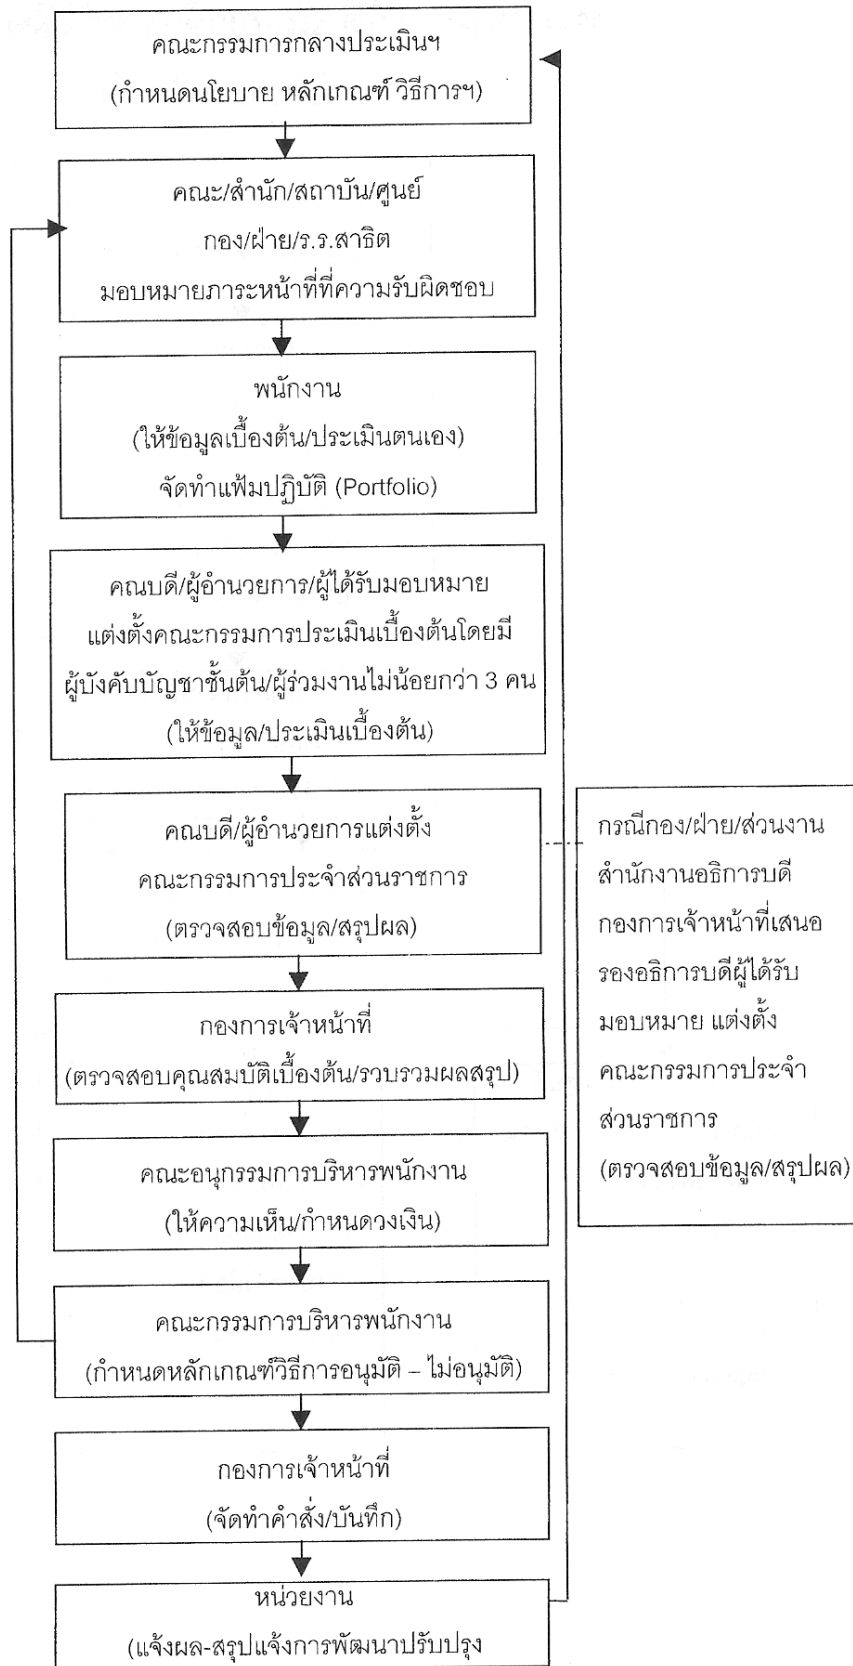 คณะกรรมการกลางประเมินฯ
(กำหนดนโยบาย หลักเกณฑ์ วิธีการฯ)
คณะ/สำนัก/สถาบัน/ศูนย์
กอง/ฝ่าย/ร.ร.สาธิต
มอบหมายภาระหน้าที่ที่ความรับผิดชอบ
พนักงาน
(ให้ข้อมูลเบื้องต้น/ประเมินตนเอง)
จัดทำแฟ้มปฏิบัติ (Portfolio)
คณบดี/ผู้อำนวยการ/ผู้ได้รับมอบหมาย
แต่งตั้งคณะกรรมการประเมินเบื้องต้นโดยมี
ผู้บังคับบัญชาชั้นต้น/ผู้ร่วมงานไม่น้อยกว่า 3 คน
(ให้ข้อมูล/ประเมินเบื้องต้น)
คณบดี/ผู้อำนวยการแต่งตั้ง
คณะกรรมการประจำส่วนราชการ
(ตรวจสอบข้อมูล/สรุปผล)
กรณีกอง/ฝ่าย/ส่วนงาน
สำนักงานอธิการบดี
กองการเจ้าหน้าที่เสนอ
รองอธิการบดีผู้ได้รับ
มอบหมาย แต่งตั้ง
คณะกรรมการประจำ
ส่วนราชการ
(ตรวจสอบข้อมูล/สรุปผล)
กองการเจ้าหน้าที่
(ตรวจสอบคุณสมบัติเบื้องต้น/รวบรวมผลสรุป)
คณะอนุกรรมการบริหารพนักงาน
(ให้ความเห็น/กำหนดวงเงิน)
คณะกรรมการบริหารพนักงาน
(กำหนดหลักเกณฑ์วิธีการอนุมัติ – ไม่อนุมัติ)
กองการเจ้าหน้าที่
(จัดทำคำสั่ง/บันทึก)
หน่วยงาน
(แจ้งผล-สรุปแจ้งการพัฒนาปรับปรุง